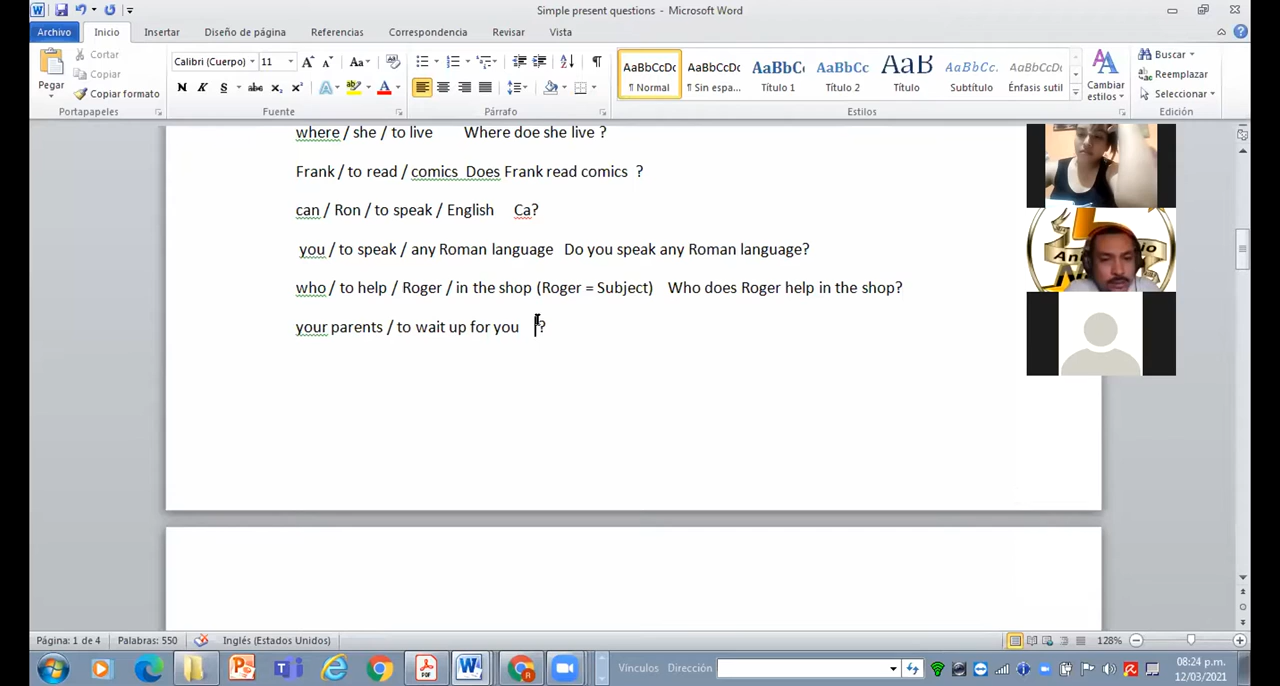 Simple present questions - Microsoft Word
Archivo Inicio Insertar Diseño de página Referencias Correspondencia Revisar Vista
Pegar
Cortar
Copiar
Copiar formato
Portapapeles
Calibri (Cuerpo) 11
N K S abc x₂ x²
Fuente
Párrafo
AaBbCcDc AaBbCcDc AaBbC AaBbCc AaB AaBbCc. AaBbCcDc
¶ Normal ¶ Sin espa... Título 1 Título 2 Título Subtítulo Énfasis sutil
Cambiar estilos
Estilos
Buscar
Reemplazar
Seleccionar
Edición
where / she / to live Where doe she live ?
Frank / to read / comics Does Frank read comics ?
can / Ron / to speak / English Ca?
you / to speak / any Roman language Do you speak any Roman language?
who / to help / Roger / in the shop (Roger = Subject) Who does Roger help in the shop?
your parents / to wait up for you ?
Página: 1 de 4 Palabras: 550 Inglés (Estados Unidos) 128%
Vínculos Dirección
08:24 p.m.
12/03/2021